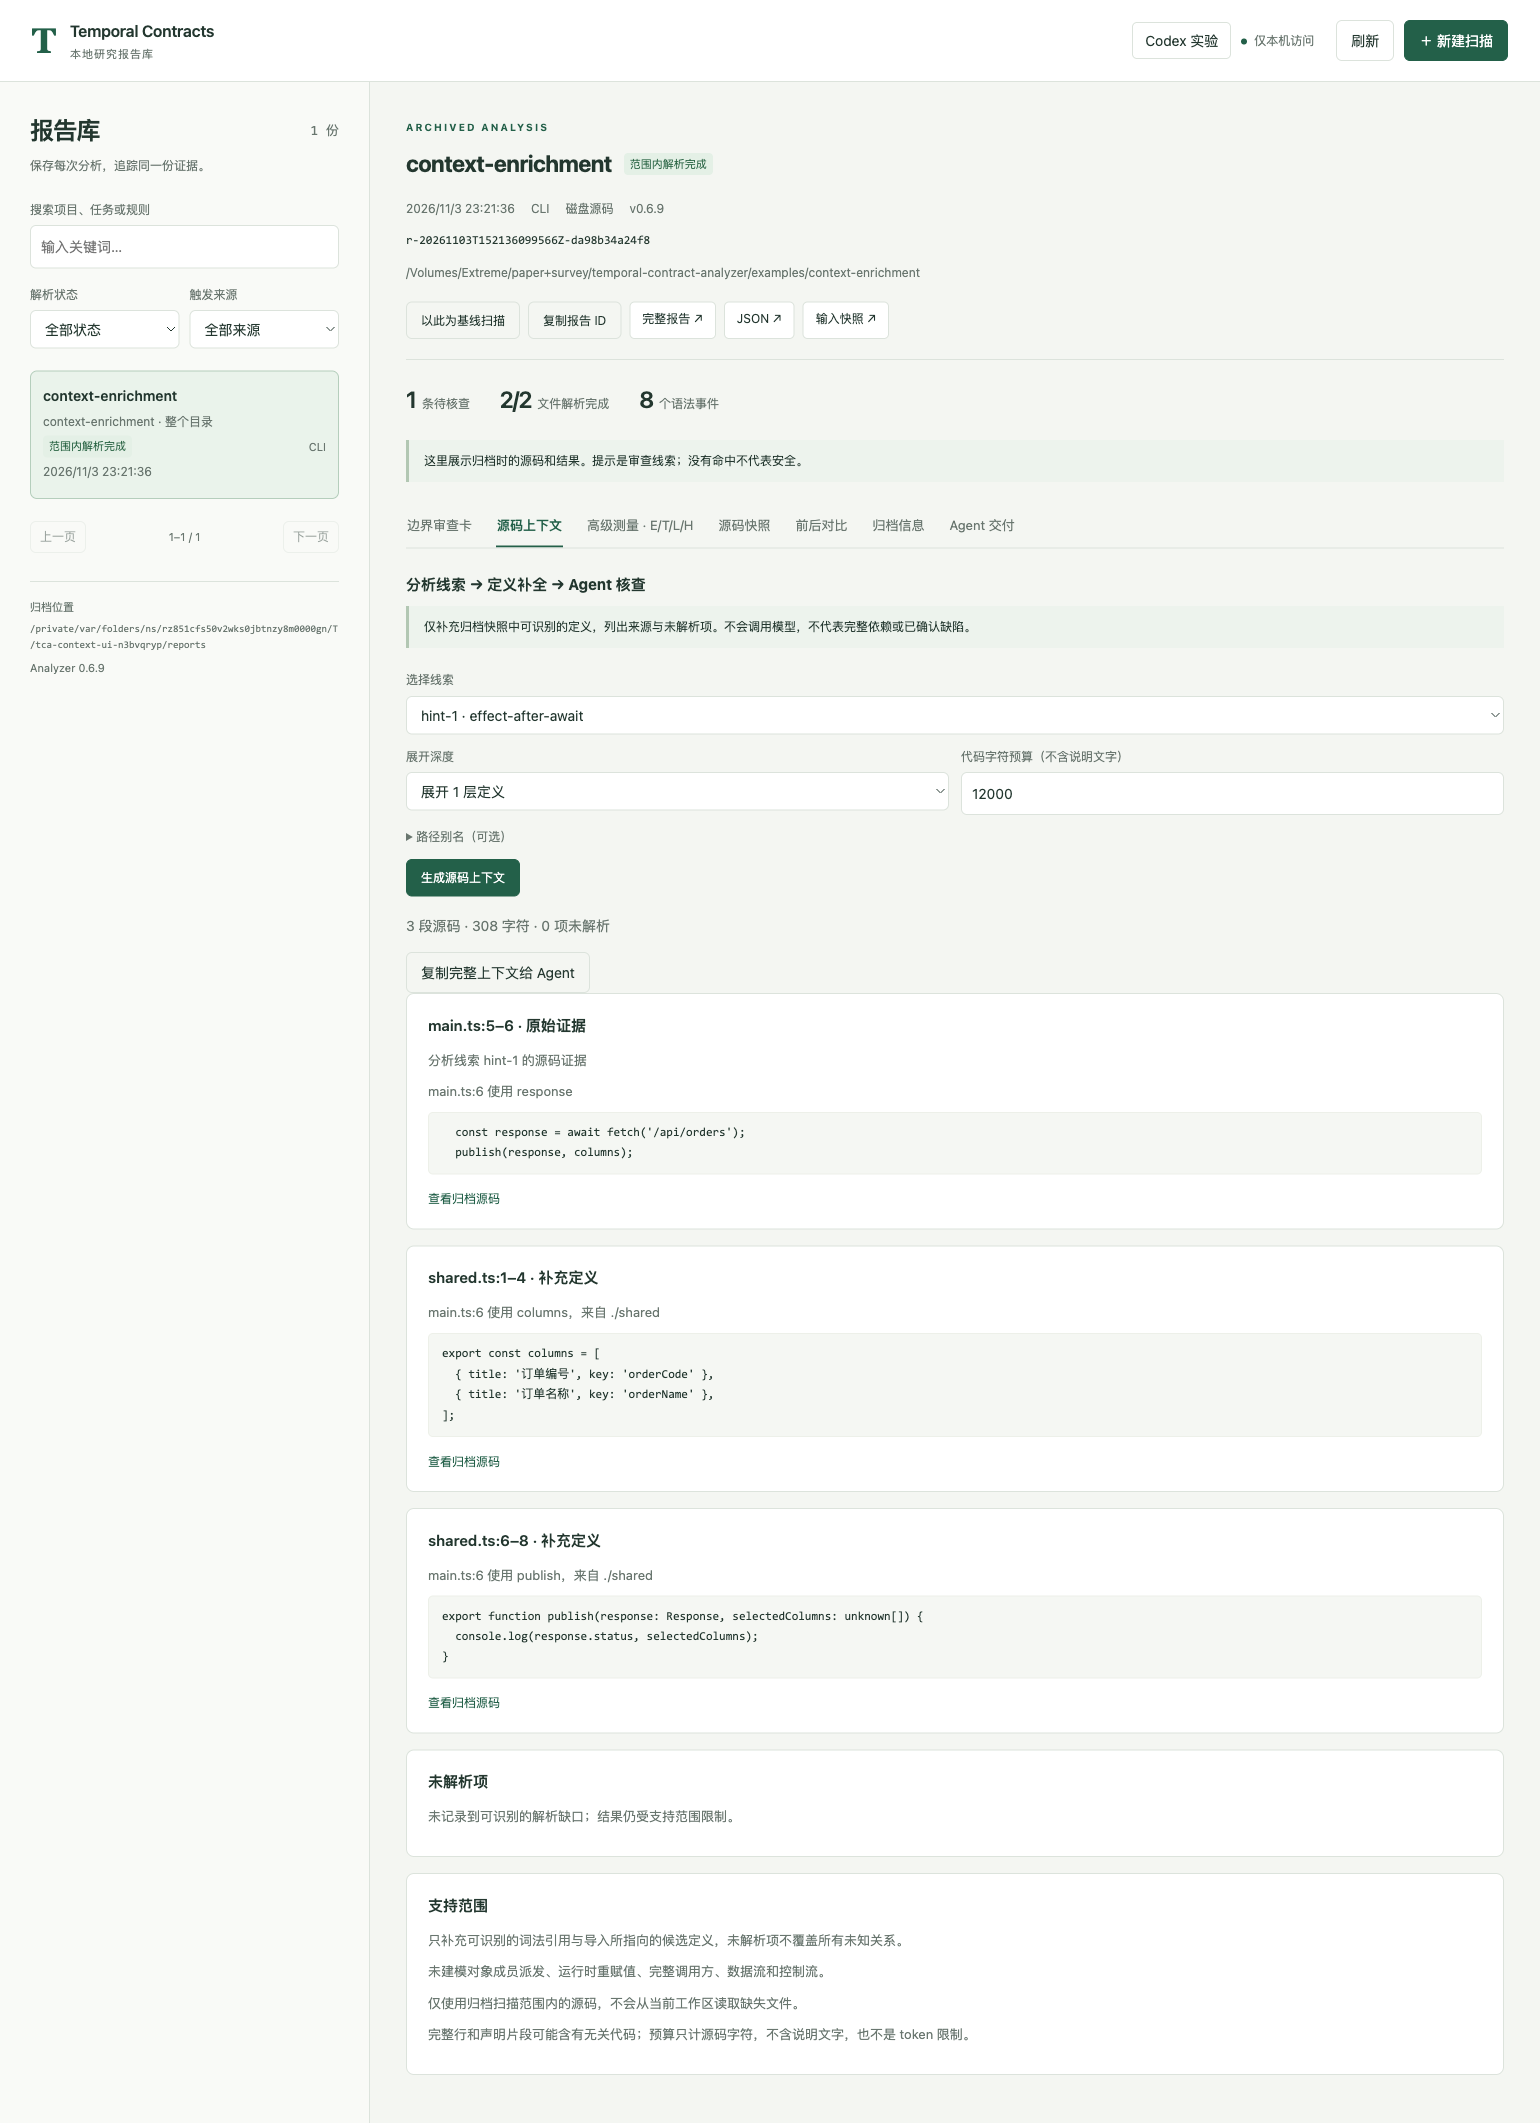 T
Temporal Contracts
本地研究报告库
Codex 实验
仅本机访问
刷新
＋ 新建扫描
报告库
1 份
保存每次分析，追踪同一份证据。
搜索项目、任务或规则
输入关键词...
解析状态
触发来源
全部状态
全部来源
context-enrichment
context-enrichment · 整个目录
范围内解析完成
CLI
2026/11/3 23:21:36
上一页
1–1 / 1
下一页
归档位置
/private/var/folders/ns/rz851cfs50v2wks0jbtnzy8m0000gn/T
/tca-context-ui-n3bvqryp/reports
Analyzer 0.6.9
ARCHIVED ANALYSIS
context-enrichment
范围内解析完成
2026/11/3 23:21:36 CLI 磁盘源码 v0.6.9
r-20261103T152136099566Z-da98b34a24f8
/Volumes/Extreme/paper+survey/temporal-contract-analyzer/examples/context-enrichment
以此为基线扫描
复制报告 ID
完整报告 ↗
JSON ↗
输入快照 ↗
1 条待核查
2/2 文件解析完成
8 个语法事件
这里展示归档时的源码和结果。提示是审查线索；没有命中不代表安全。
边界审查卡
源码上下文
高级测量 · E/T/L/H
源码快照
前后对比
归档信息
Agent 交付
分析线索 → 定义补全 → Agent 核查
仅补充归档快照中可识别的定义，列出来源与未解析项。不会调用模型，不代表完整依赖或已确认缺陷。
选择线索
hint-1 · effect-after-await
展开深度
代码字符预算（不含说明文字）
展开 1 层定义
12000
▶ 路径别名（可选）
生成源码上下文
3 段源码 · 308 字符 · 0 项未解析
复制完整上下文给 Agent
main.ts:5–6 · 原始证据
分析线索 hint-1 的源码证据
main.ts:6 使用 response
const response = await fetch('/api/orders');
publish(response, columns);
查看归档源码
shared.ts:1–4 · 补充定义
main.ts:6 使用 columns，来自 ./shared
export const columns = [
{ title: '订单编号', key: 'orderCode' },
{ title: '订单名称', key: 'orderName' },
];
查看归档源码
shared.ts:6–8 · 补充定义
main.ts:6 使用 publish，来自 ./shared
export function publish(response: Response, selectedColumns: unknown[]) {
console.log(response.status, selectedColumns);
}
查看归档源码
未解析项
未记录到可识别的解析缺口；结果仍受支持范围限制。
支持范围
只补充可识别的词法引用与导入所指向的候选定义，未解析项不覆盖所有未知关系。
未建模对象成员派发、运行时重赋值、完整调用方、数据流和控制流。
仅使用归档扫描范围内的源码，不会从当前工作区读取缺失文件。
完整行和声明片段可能含有无关代码；预算只计源码字符，不含说明文字，也不是 token 限制。